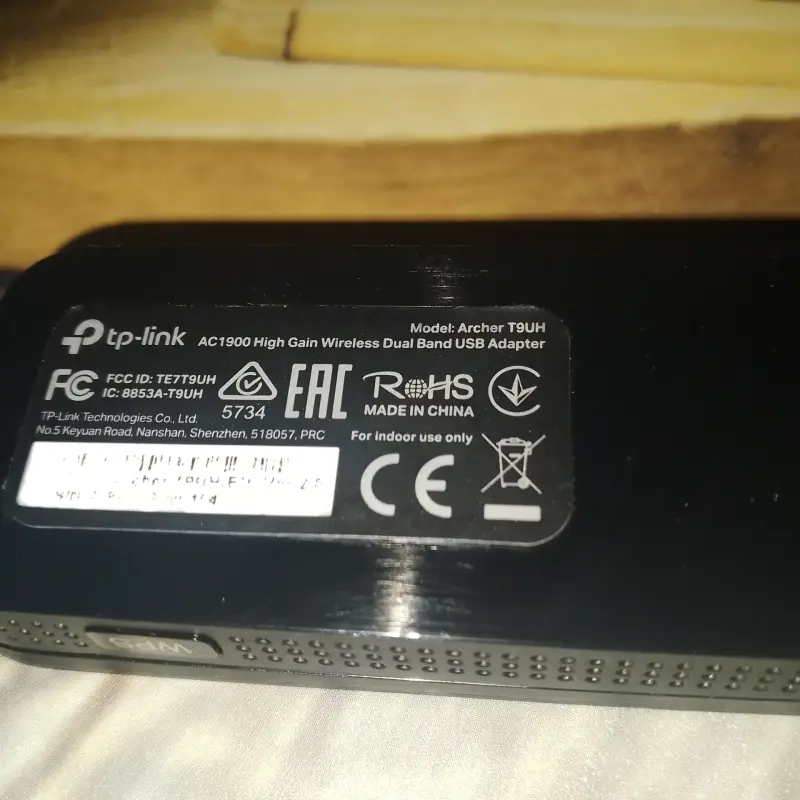 tp-link
Model: Archer T9UH
AC1900 High Gain Wireless Dual Band USB Adapter
FC FCC ID: TE7T9UH
IC: 8853A-T9UH
5734
EAC
RoHS
MADE IN CHINA
TP-Link Technologies Co., Ltd.
No.5 Keyuan Road, Nanshan, Shenzhen, 518057, PRC
For indoor use only
CE
WPS